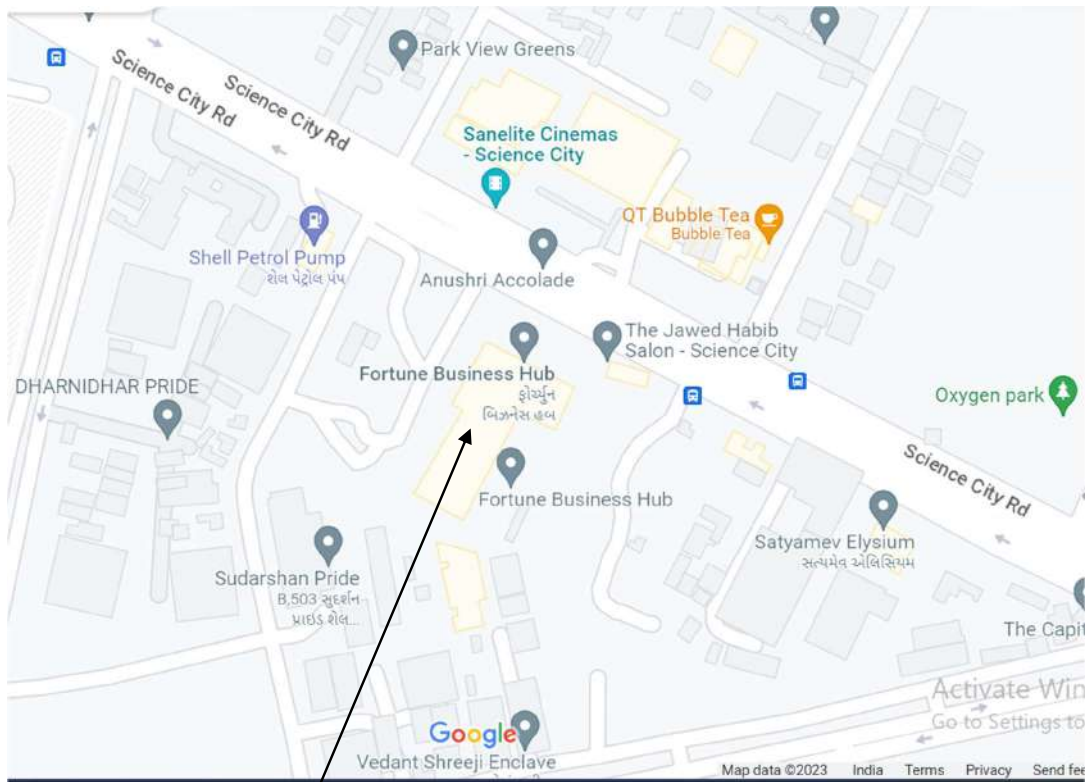 Park View Greens
Science City Rd
Science City Rd
Sanelite Cinemas
- Science City
QT Bubble Tea
Bubble Tea
Shell Petrol Pump
શેલ પેટ્રોલ પંપ
Anushri Accolade
The Jawed Habib
Salon - Science City
Fortune Business Hub
ફોર્ચ્યુન
બિઝનેસ હબ
DHARNIDHAR PRIDE
Oxygen park
Science City Rd
Fortune Business Hub
Satyamev Elysium
સત્યમેવ એલિસિયમ
Sudarshan Pride
B,503 સુદર્શન
પ્રાઇડ શેલ...
The Capit
Activate Win
Go to Settings to
Google
Vedant Shreeji Enclave
Map data ©2023 India Terms Privacy Send fee